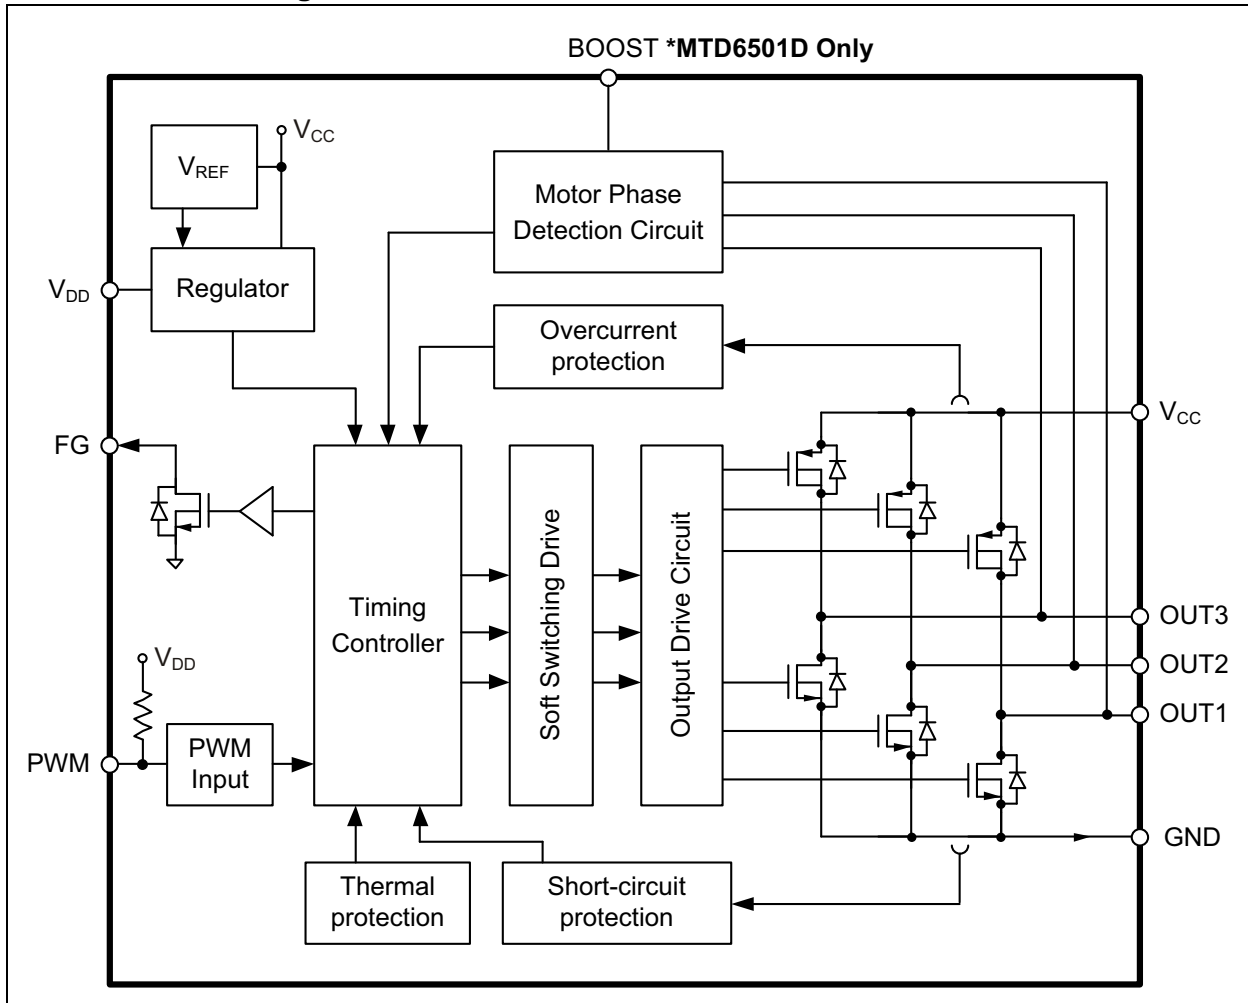 BOOST *MTD6501D Only
VCC
VREF
Motor Phase
Detection Circuit
VDD
Regulator
Overcurrent
protection
VCC
FG
Timing
Controller
Soft Switching Drive
Output Drive Circuit
OUT3
VDD
OUT2
OUT1
PWM
PWM
Input
GND
Thermal
protection
Short-circuit
protection